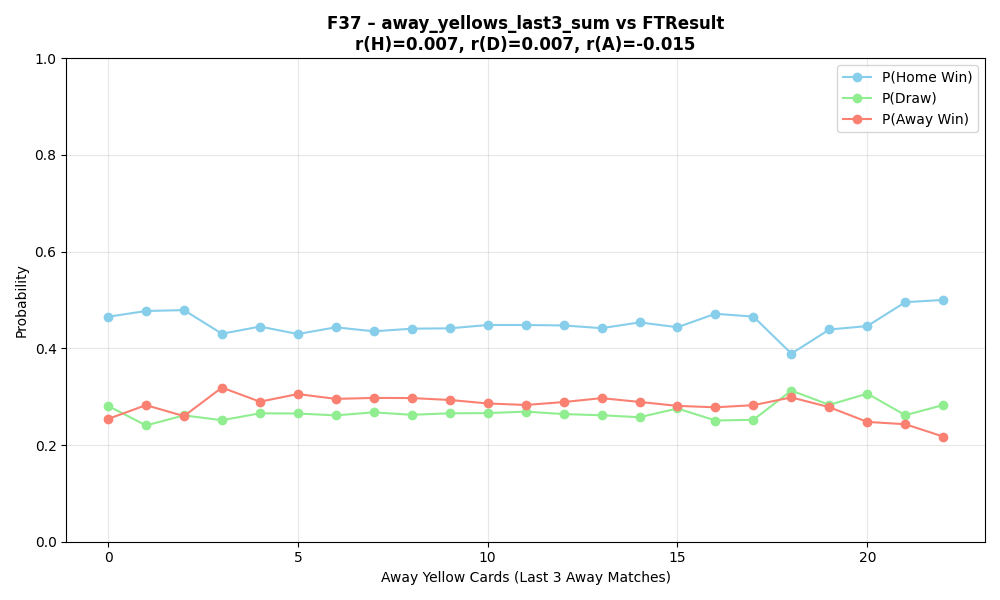 F37 – away_yellows_last3_sum vs FTResult
r(H)=0.007, r(D)=0.007, r(A)=-0.015
P(Home Win)
P(Draw)
P(Away Win)
Probability
1.0
0.8
0.6
0.4
0.2
0.0
0 5 10 15 20
Away Yellow Cards (Last 3 Away Matches)